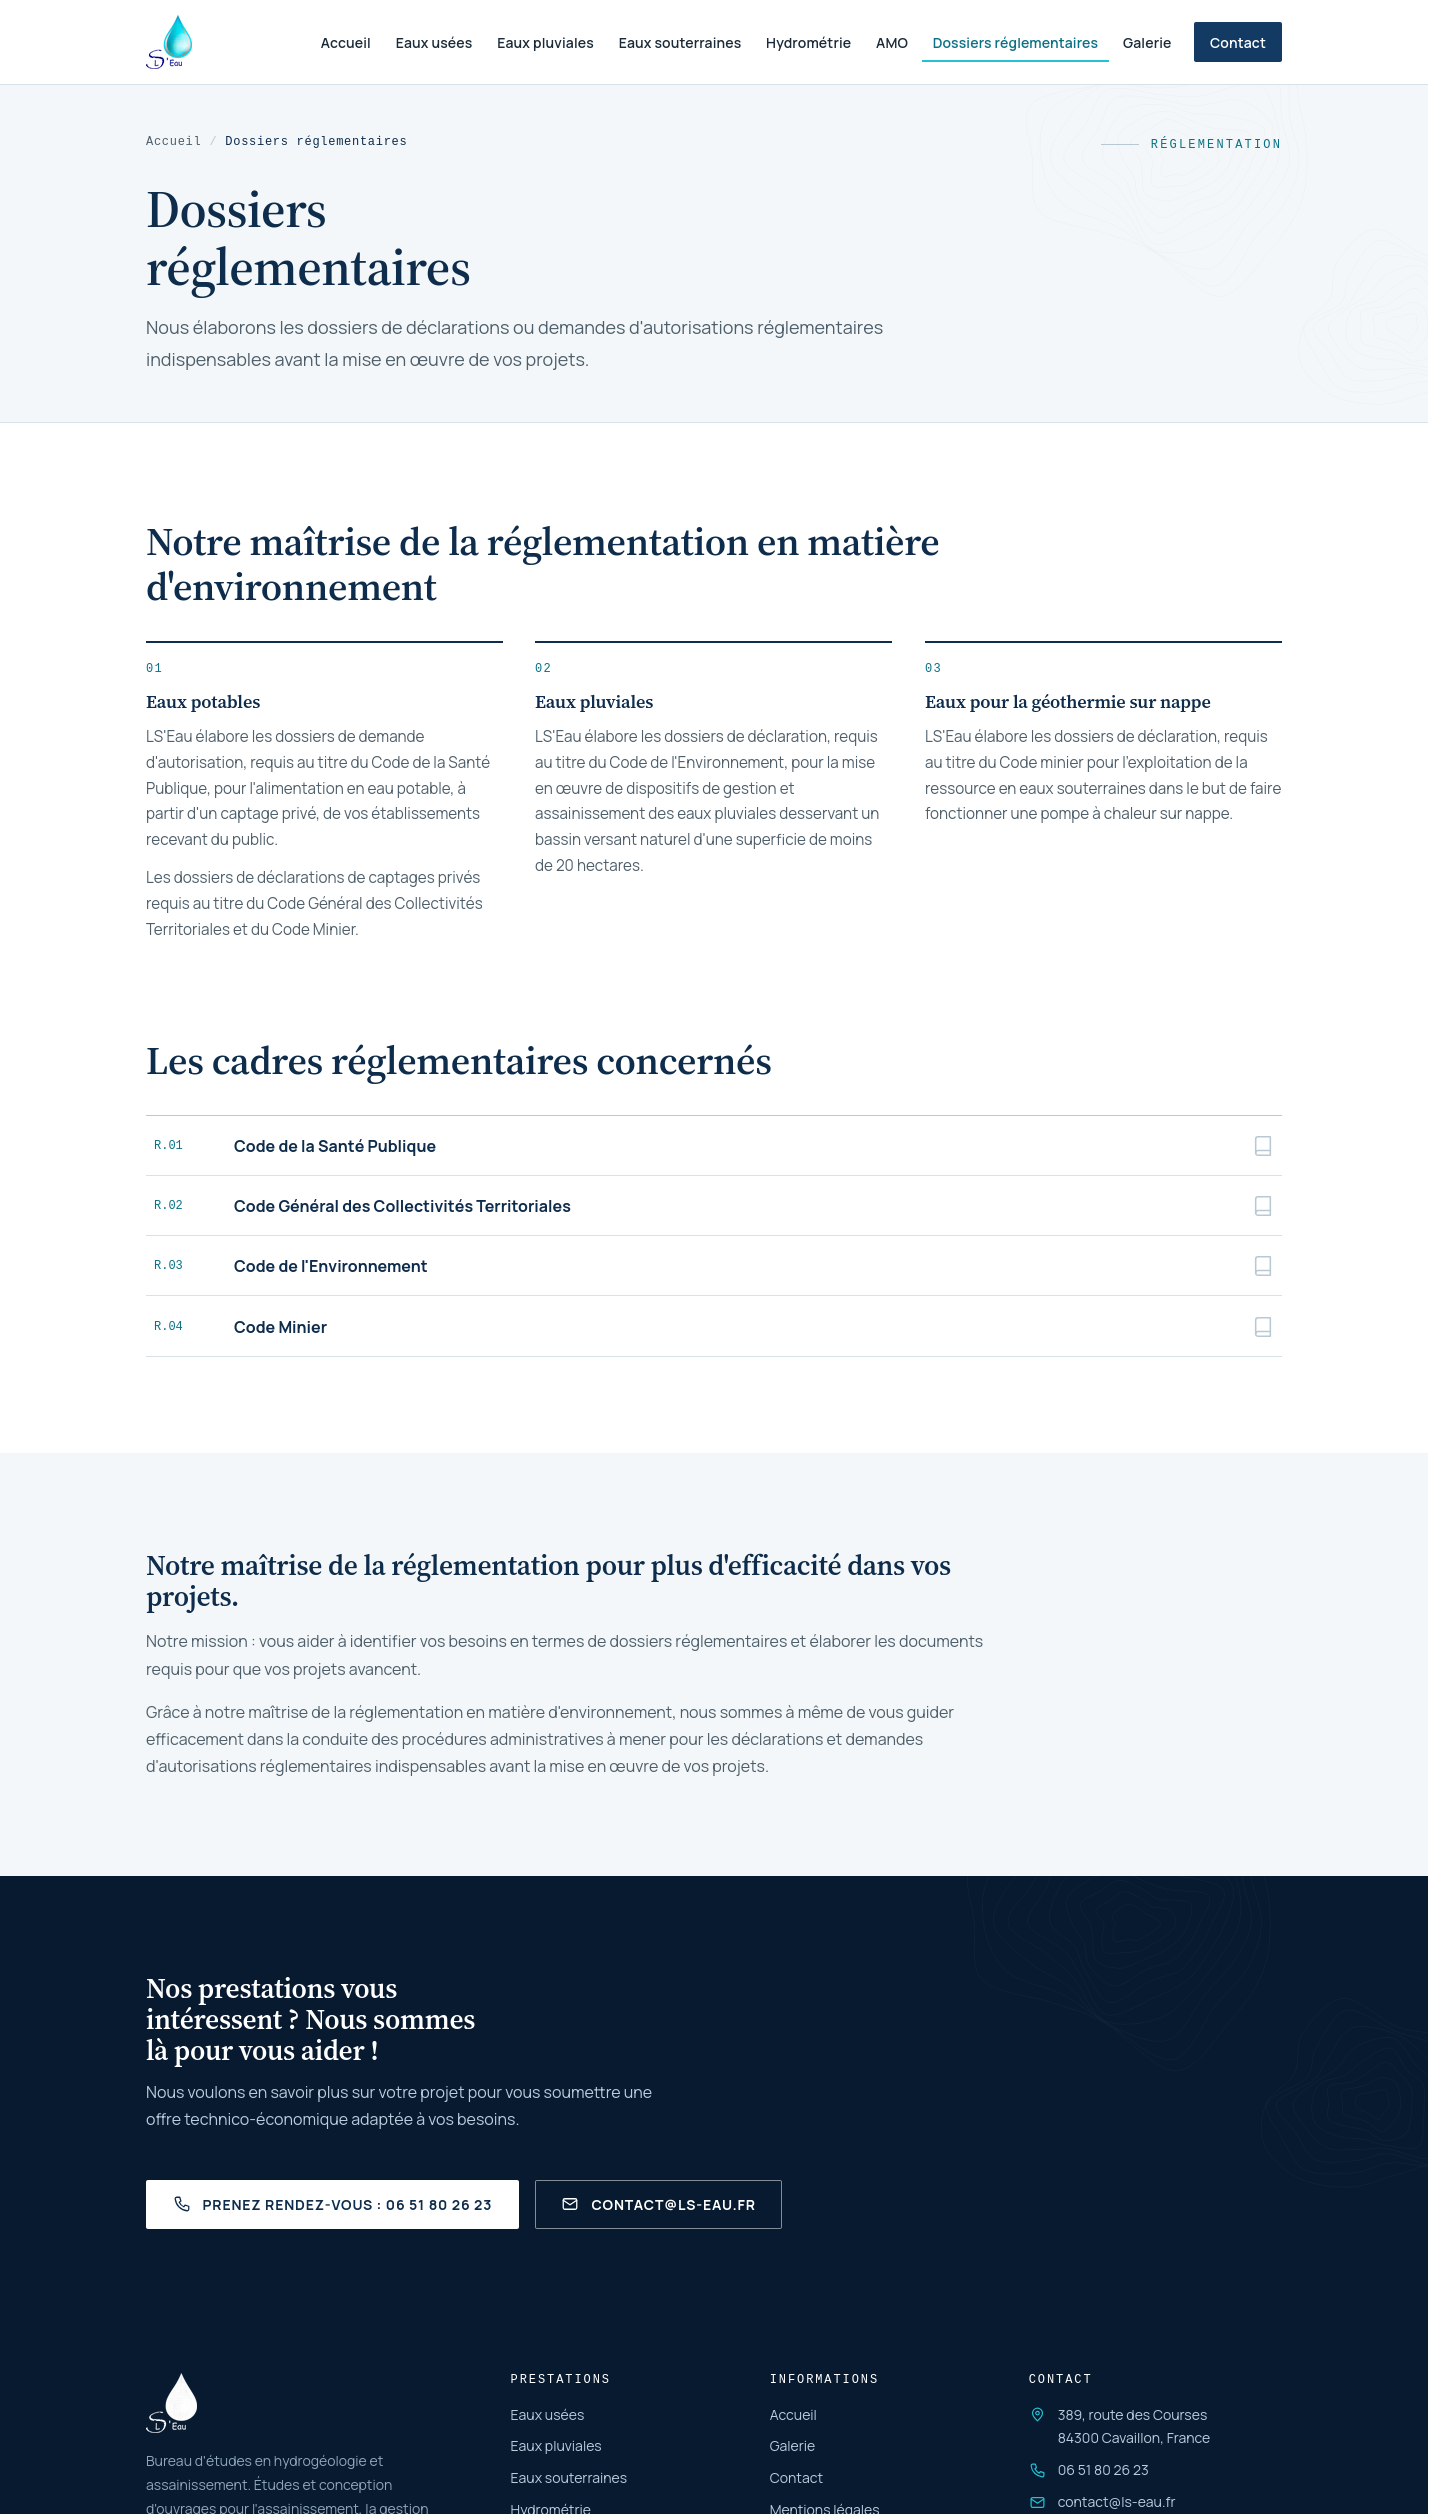 LS'Eau
Accueil Eaux usées Eaux pluviales Eaux souterraines Hydrométrie AMO Dossiers réglementaires Galerie Contact
Accueil / Dossiers réglementaires
RÉGLEMENTATION
Dossiers
réglementaires
Nous élaborons les dossiers de déclarations ou demandes d'autorisations réglementaires
indispensables avant la mise en œuvre de vos projets.
Notre maîtrise de la réglementation en matière
d'environnement
01
Eaux potables
LS'Eau élabore les dossiers de demande
d'autorisation, requis au titre du Code de la Santé
Publique, pour l'alimentation en eau potable, à
partir d'un captage privé, de vos établissements
recevant du public.
Les dossiers de déclarations de captages privés
requis au titre du Code Général des Collectivités
Territoriales et du Code Minier.
02
Eaux pluviales
LS'Eau élabore les dossiers de déclaration, requis
au titre du Code de l'Environnement, pour la mise
en œuvre de dispositifs de gestion et
assainissement des eaux pluviales desservant un
bassin versant naturel d'une superficie de moins
de 20 hectares.
03
Eaux pour la géothermie sur nappe
LS'Eau élabore les dossiers de déclaration, requis
au titre du Code minier pour l'exploitation de la
ressource en eaux souterraines dans le but de faire
fonctionner une pompe à chaleur sur nappe.
Les cadres réglementaires concernés
R.01 Code de la Santé Publique
R.02 Code Général des Collectivités Territoriales
R.03 Code de l'Environnement
R.04 Code Minier
Notre maîtrise de la réglementation pour plus d'efficacité dans vos
projets.
Notre mission : vous aider à identifier vos besoins en termes de dossiers réglementaires et élaborer les documents
requis pour que vos projets avancent.
Grâce à notre maîtrise de la réglementation en matière d'environnement, nous sommes à même de vous guider
efficacement dans la conduite des procédures administratives à mener pour les déclarations et demandes
d'autorisations réglementaires indispensables avant la mise en œuvre de vos projets.
Nos prestations vous
intéressent ? Nous sommes
là pour vous aider !
Nous voulons en savoir plus sur votre projet pour vous soumettre une
offre technico-économique adaptée à vos besoins.
PRENEZ RENDEZ-VOUS : 06 51 80 26 23
CONTACT@LS-EAU.FR
LS'Eau
Bureau d'études en hydrogéologie et
assainissement. Études et conception
d'ouvrages pour l'assainissement, la gestion
PRESTATIONS
Eaux usées
Eaux pluviales
Eaux souterraines
Hydrométrie
INFORMATIONS
Accueil
Galerie
Contact
Mentions légales
CONTACT
389, route des Courses
84300 Cavaillon, France
06 51 80 26 23
contact@ls-eau.fr